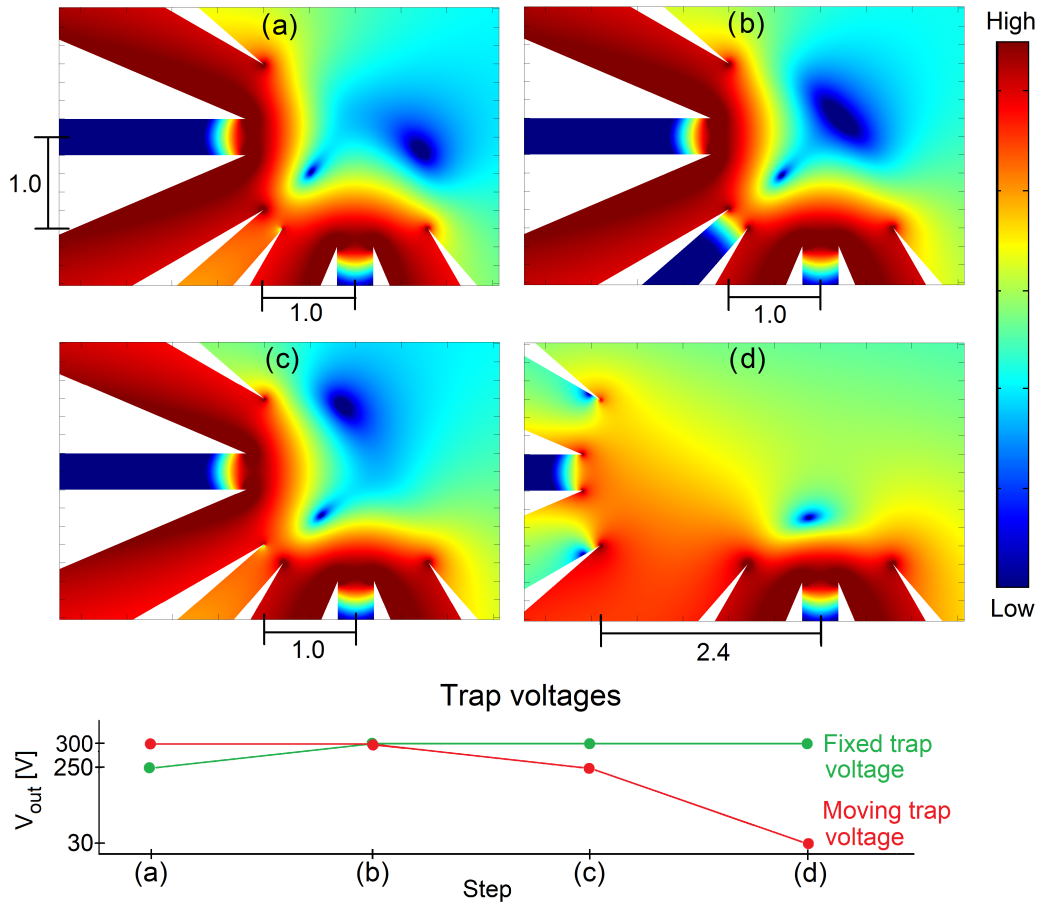 (a)
(b)
High
1.0
1.0
1.0
(c)
(d)
Low
1.0
2.4
Trap voltages
V_out [V]
300
250
30
Fixed trap
voltage
Moving trap
voltage
(a)
(b)
(c)
(d)
Step